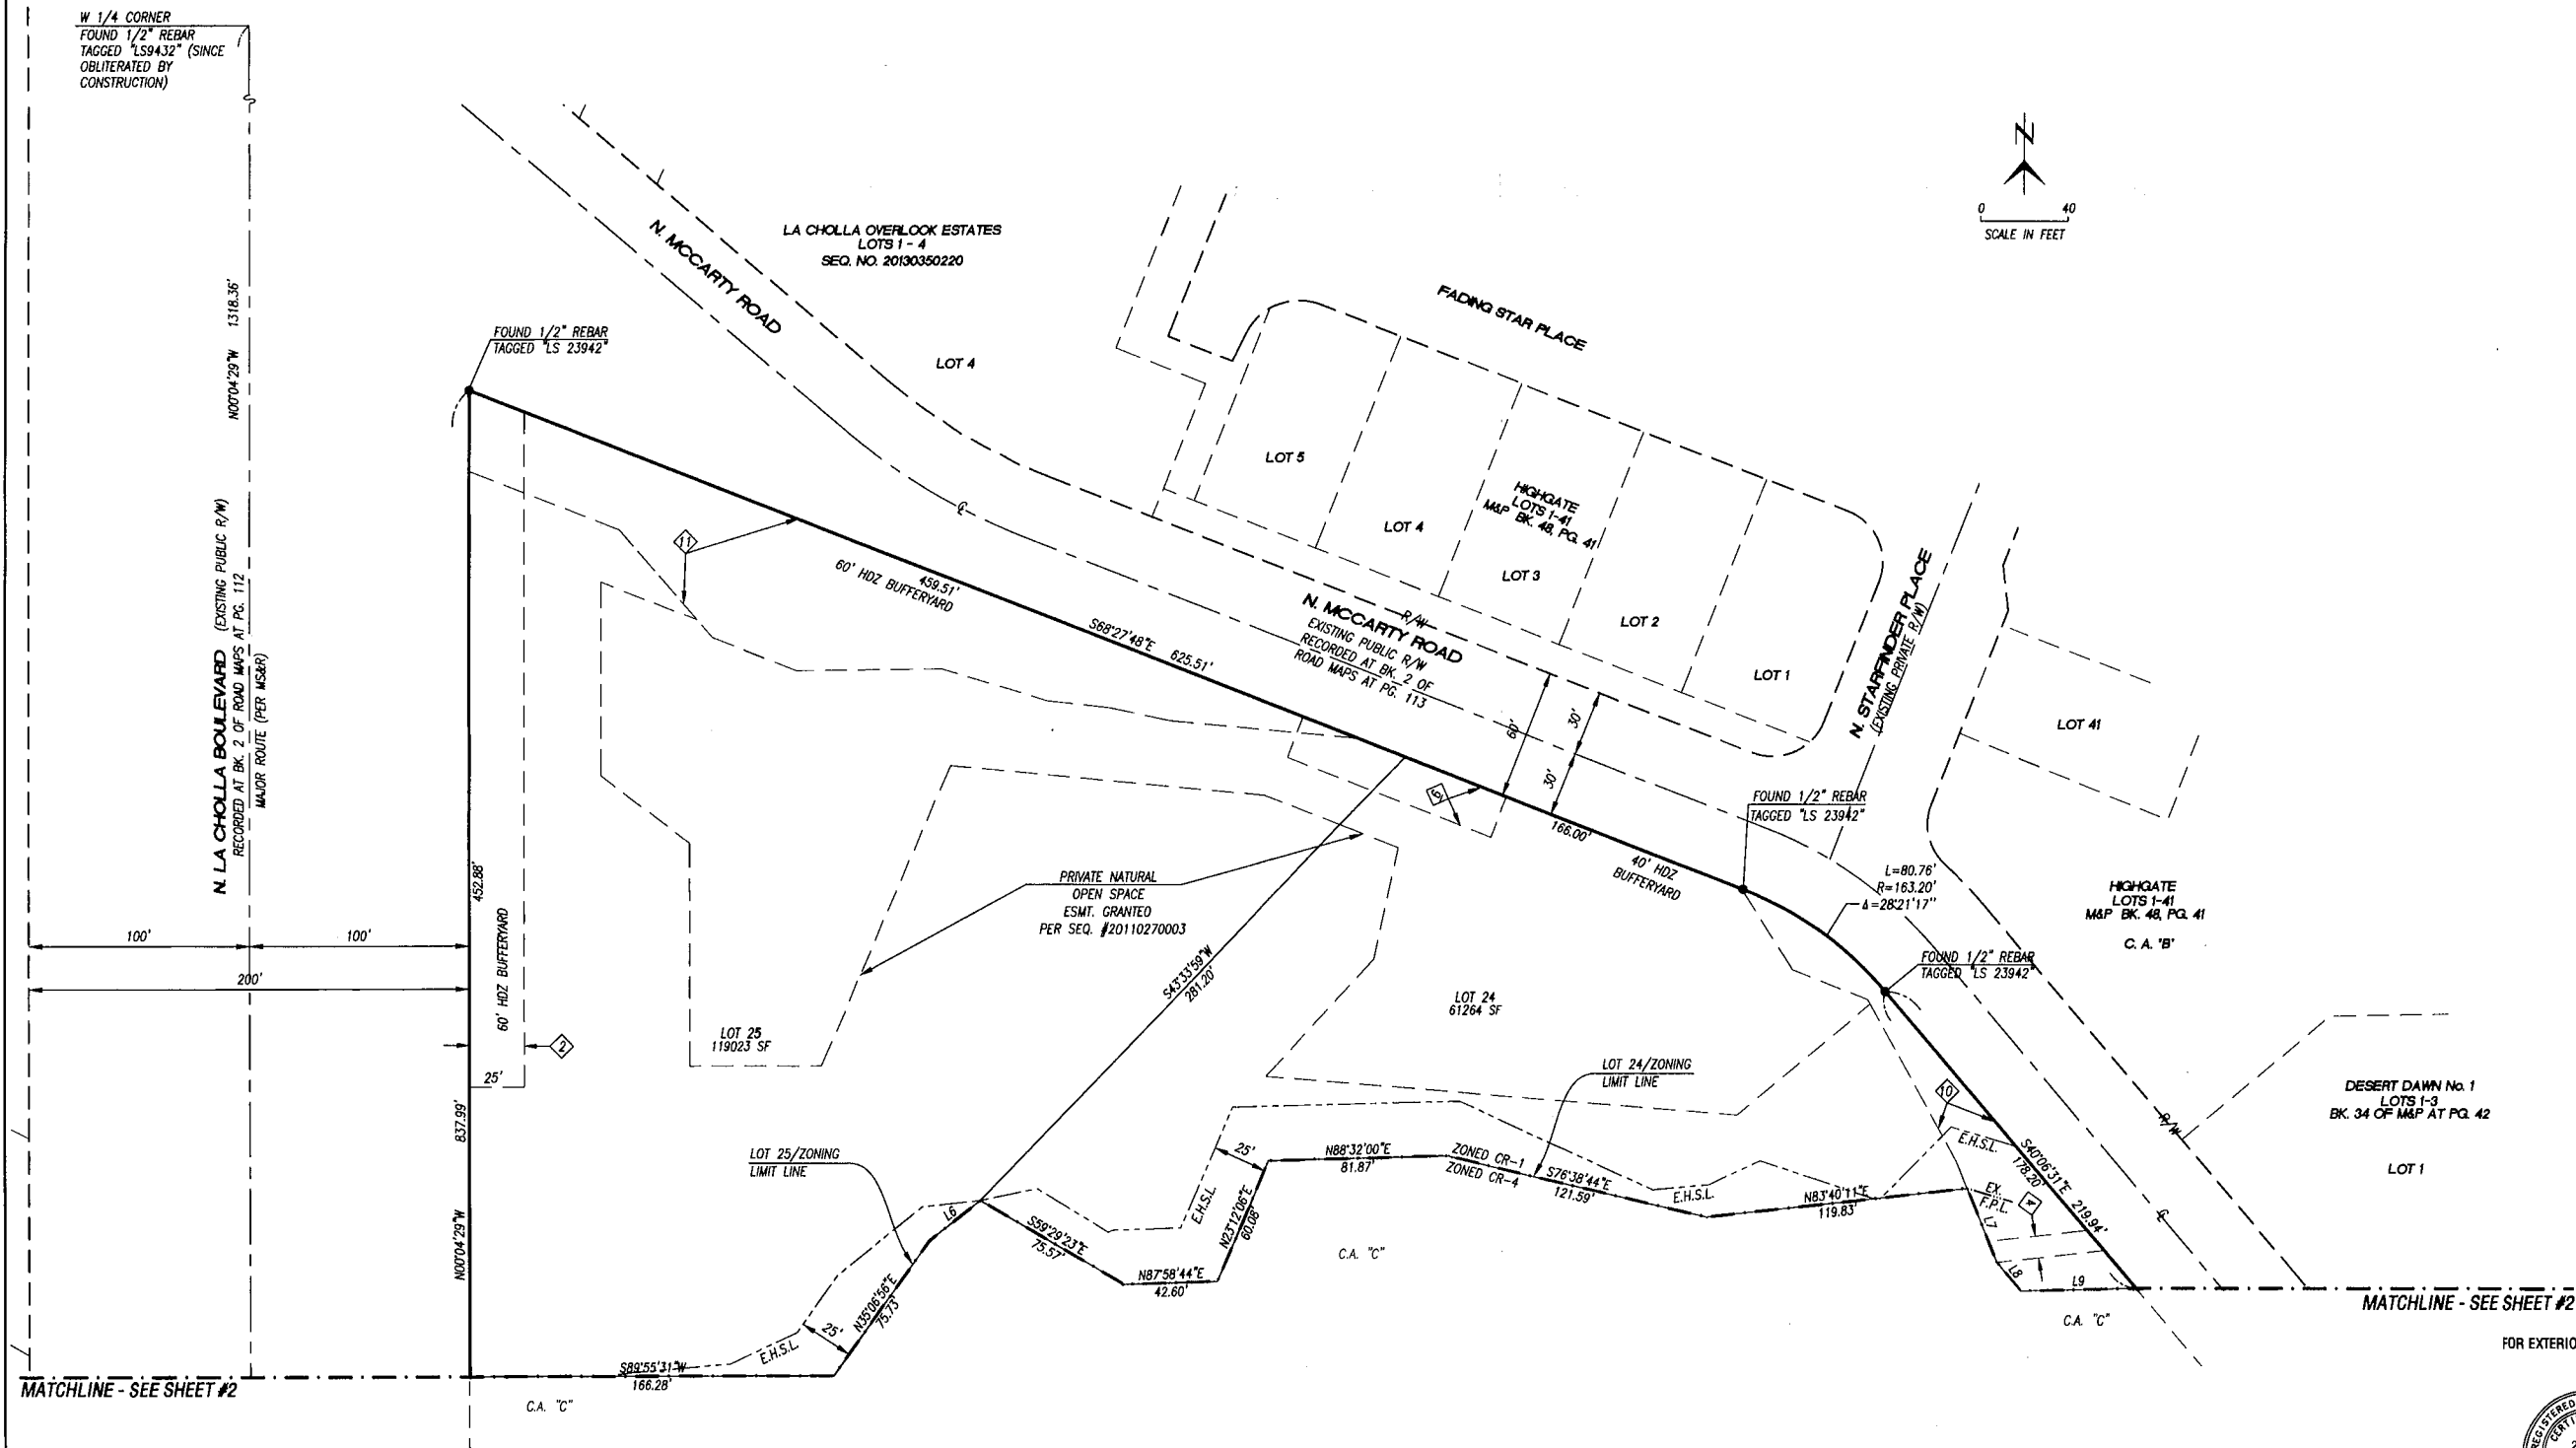 W 1/4 CORNER
FOUND 1/2" REBAR
TAGGED "LS9432" (SINCE
OBLITERATED BY
CONSTRUCTION)
N
0 40
SCALE IN FEET
LA CHOLLA OVERLOOK ESTATES
LOTS 1 - 4
SEQ. NO. 20130350220
N. MCCARTY ROAD
LOT 4
FADING STAR PLACE
FOUND 1/2" REBAR
TAGGED "LS 23942"
N00°04'29"W 1318.36'
N. LA CHOLLA BOULEVARD (EXISTING PUBLIC R/W)
RECORDED AT BK. 2 OF ROAD MAPS AT PG. 112
MAJOR ROUTE (PER MS&R)
LOT 5
LOT 4
HIGHGATE
LOTS 1-41
M&P BK. 48, PG. 41
LOT 3
LOT 2
LOT 1
11
459.51'
60' HDZ BUFFERYARD
S68°27'48"E 625.51'
R/W
N. MCCARTY ROAD
EXISTING PUBLIC R/W
RECORDED AT BK. 2 OF
ROAD MAPS AT PG. 113
60'
30'
30'
N. STARFINDER PLACE
(EXISTING PRIVATE R/W)
LOT 41
6
166.00'
40' HDZ
BUFFERYARD
FOUND 1/2" REBAR
TAGGED "LS 23942"
L=80.76'
R=163.20'
Δ=28°21'17"
HIGHGATE
LOTS 1-41
M&P BK. 48, PG. 41
C. A. 'B'
FOUND 1/2" REBAR
TAGGED "LS 23942"
PRIVATE NATURAL
OPEN SPACE
ESMT. GRANTED
PER SEQ. #20110270003
452.88'
60' HDZ BUFFERYARD
100' 100'
200'
S43°33'59"W
281.20'
LOT 24
61264 SF
LOT 25
119023 SF
2
25'
LOT 24/ZONING
LIMIT LINE
DESERT DAWN No. 1
LOTS 1-3
BK. 34 OF M&P AT PG. 42
LOT 1
R/W
10
E.H.S.L.
S40°06'31"E
178.20'
219.94'
EX.
F.P.L.
4
L7
L8
L9
837.99'
N00°04'29"W
LOT 25/ZONING
LIMIT LINE
L6
25'
E.H.S.L.
N88°32'00"E
81.87'
ZONED CR-1
ZONED CR-4
S76°38'44"E
121.59'
E.H.S.L.
N83°40'11"E
119.83'
S59°29'23"E
75.57'
N23°12'06"E
60.08'
N87°58'44"E
42.60'
C.A. "C"
N35°06'56"E
75.73'
25'
E.H.S.L.
S89°55'31"W
166.28'
C.A. "C"
C.A. "C"
MATCHLINE - SEE SHEET #2
MATCHLINE - SEE SHEET #2